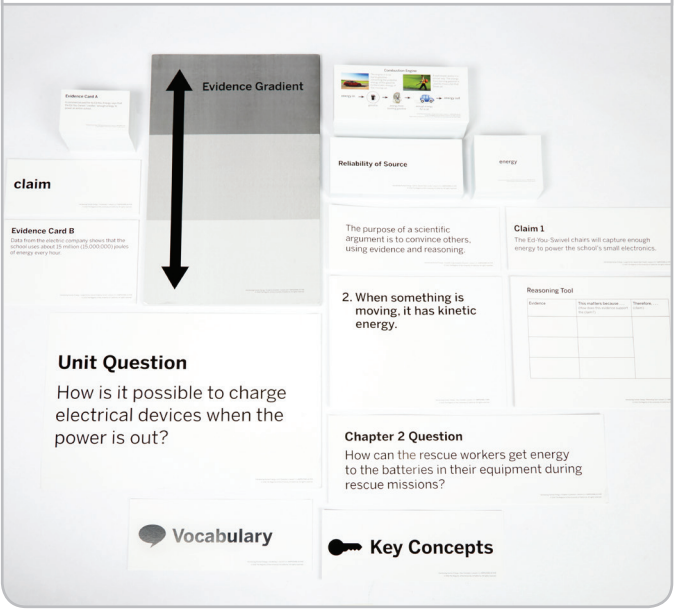 Evidence Card A
Evidence Gradient
Combustion Engine
energy in
energy out
claim
Reliability of Source
energy
Evidence Card B
Data from the electric company shows that the
school uses about 15 million (15,000,000) joules
of energy every hour.
The purpose of a scientific
argument is to convince others,
using evidence and reasoning.
Claim 1
The Ed-You-Swivel chairs will capture enough
energy to power the school's small electronics.
2. When something is
moving, it has kinetic
energy.
Reasoning Tool
Evidence
This matters because . . .
Therefore, . . .
Unit Question
How is it possible to charge
electrical devices when the
power is out?
Chapter 2 Question
How can the rescue workers get energy
to the batteries in their equipment during
rescue missions?
Vocabulary
Key Concepts